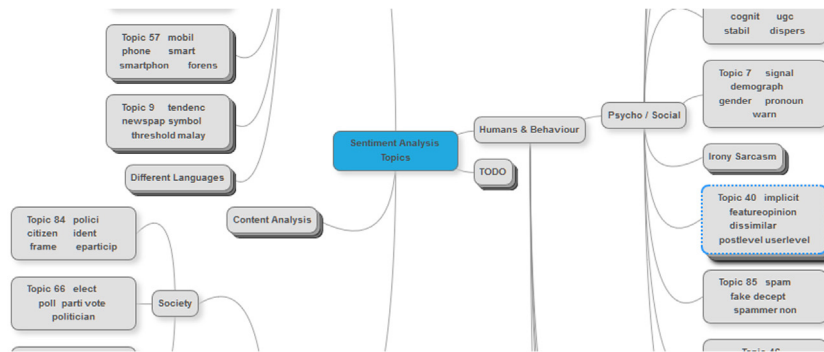 Topic 57 mobil
phone smart
smartphon forens
Topic 9 tendenc
newspap symbol
threshold malay
Different Languages
Topic 84 polici
citizen ident
frame eparticip
Topic 66 elect
poll parti vote
politician
Society
Content Analysis
Sentiment Analysis
Topics
Humans & Behaviour
TODO
Psycho / Social
cognit ugc
stabil dispers
Topic 7 signal
demograph
gender pronoun
warn
Irony Sarcasm
Topic 40 implicit
featureopinion
dissimilar
postlevel userlevel
Topic 85 spam
fake decept
spammer non